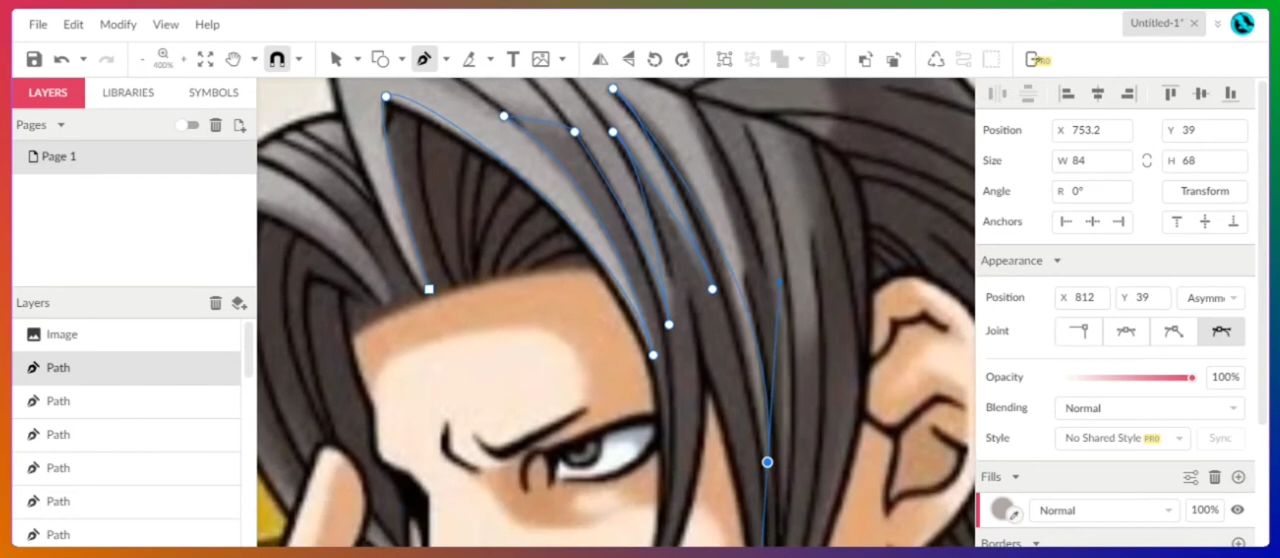 File Edit Modify View Help
Untitled-1*
- + 400%
PRO
LAYERS LIBRARIES SYMBOLS
Pages
Page 1
Layers
Image
Path
Path
Path
Path
Path
Path
Position X 753.2 Y 39
Size W 84 H 68
Angle R 0° Transform
Anchors
Appearance
Position X 812 Y 39 Asymm
Joint
Opacity 100%
Blending Normal
Style No Shared Style PRO Sync
Fills
Normal 100%
Borders